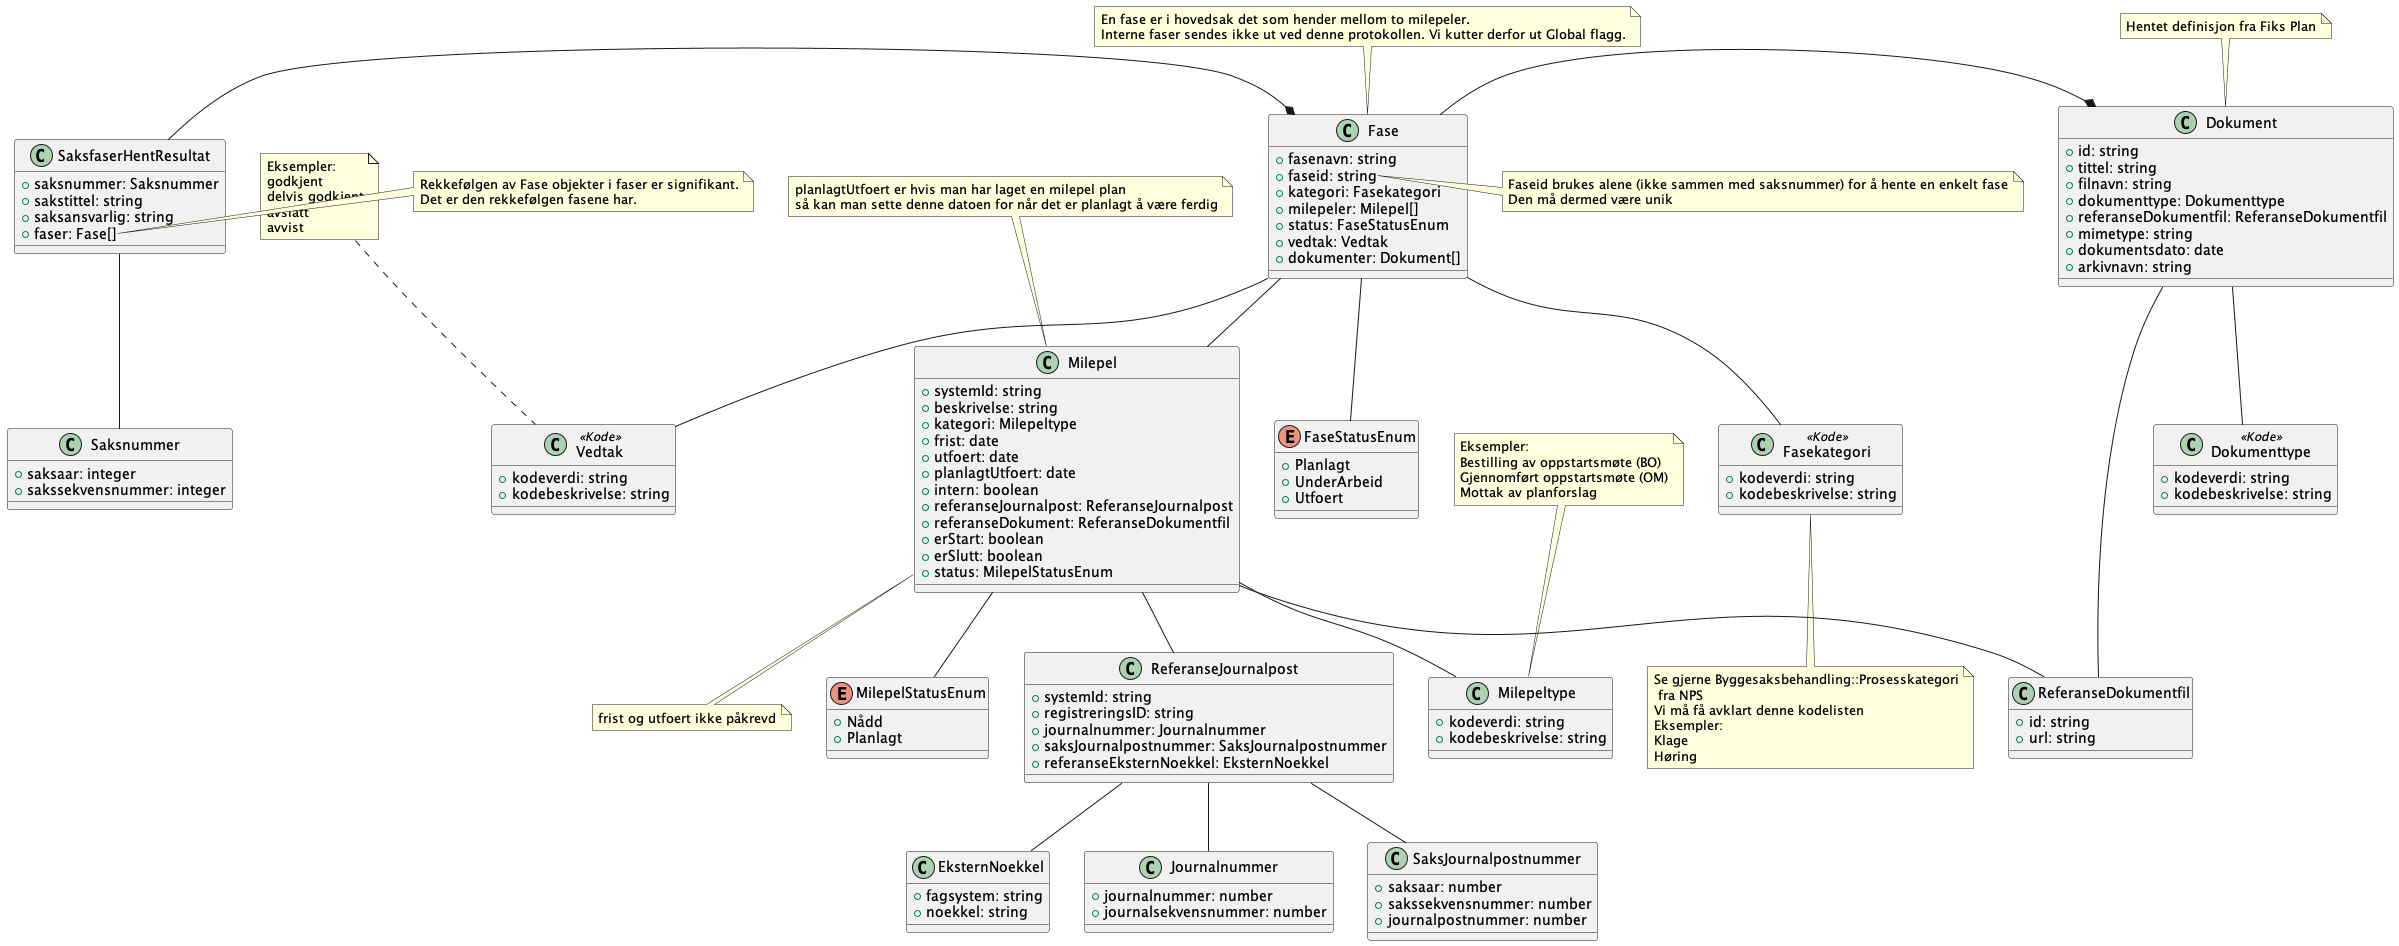 En fase er i hovedsak det som hender mellom to milepeler.
Interne faser sendes ikke ut ved denne protokollen. Vi kutter derfor ut Global flagg.
Hentet definisjon fra Fiks Plan
C SaksfaserHentResultat
saksnummer: Saksnummer
sakstittel: string
saksansvarlig: string
faser: Fase[]
Eksempler:
godkjent
delvis godkjent
avslått
avvist
Rekkefølgen av Fase objekter i faser er signifikant.
Det er den rekkefølgen fasene har.
planlagtUtfoert er hvis man har laget en milepel plan
så kan man sette denne datoen for når det er planlagt å være ferdig
C Fase
fasenavn: string
faseid: string
kategori: Fasekategori
milepeler: Milepel[]
status: FaseStatusEnum
vedtak: Vedtak
dokumenter: Dokument[]
Faseid brukes alene (ikke sammen med saksnummer) for å hente en enkelt fase
Den må dermed være unik
C Dokument
id: string
tittel: string
filnavn: string
dokumenttype: Dokumenttype
referanseDokumentfil: ReferanseDokumentfil
mimetype: string
dokumentsdato: date
arkivnavn: string
C Saksnummer
saksaar: integer
sakssekvensnummer: integer
C «Kode»
Vedtak
kodeverdi: string
kodebeskrivelse: string
C Milepel
systemId: string
beskrivelse: string
kategori: Milepeltype
frist: date
utfoert: date
planlagtUtfoert: date
intern: boolean
referanseJournalpost: ReferanseJournalpost
referanseDokument: ReferanseDokumentfil
erStart: boolean
erSlutt: boolean
status: MilepelStatusEnum
E FaseStatusEnum
Planlagt
UnderArbeid
Utfoert
Eksempler:
Bestilling av oppstartsmøte (BO)
Gjennomført oppstartsmøte (OM)
Mottak av planforslag
C «Kode»
Fasekategori
kodeverdi: string
kodebeskrivelse: string
C «Kode»
Dokumenttype
kodeverdi: string
kodebeskrivelse: string
frist og utfoert ikke påkrevd
E MilepelStatusEnum
Nådd
Planlagt
C ReferanseJournalpost
systemId: string
registreringsID: string
journalnummer: Journalnummer
saksJournalpostnummer: SaksJournalpostnummer
referanseEksternNoekkel: EksternNoekkel
C Milepeltype
kodeverdi: string
kodebeskrivelse: string
Se gjerne Byggesaksbehandling::Prosesskategori
fra NPS
Vi må få avklart denne kodelisten
Eksempler:
Klage
Høring
C ReferanseDokumentfil
id: string
url: string
C EksternNoekkel
fagsystem: string
noekkel: string
C Journalnummer
journalnummer: number
journalsekvensnummer: number
C SaksJournalpostnummer
saksaar: number
sakssekvensnummer: number
journalpostnummer: number